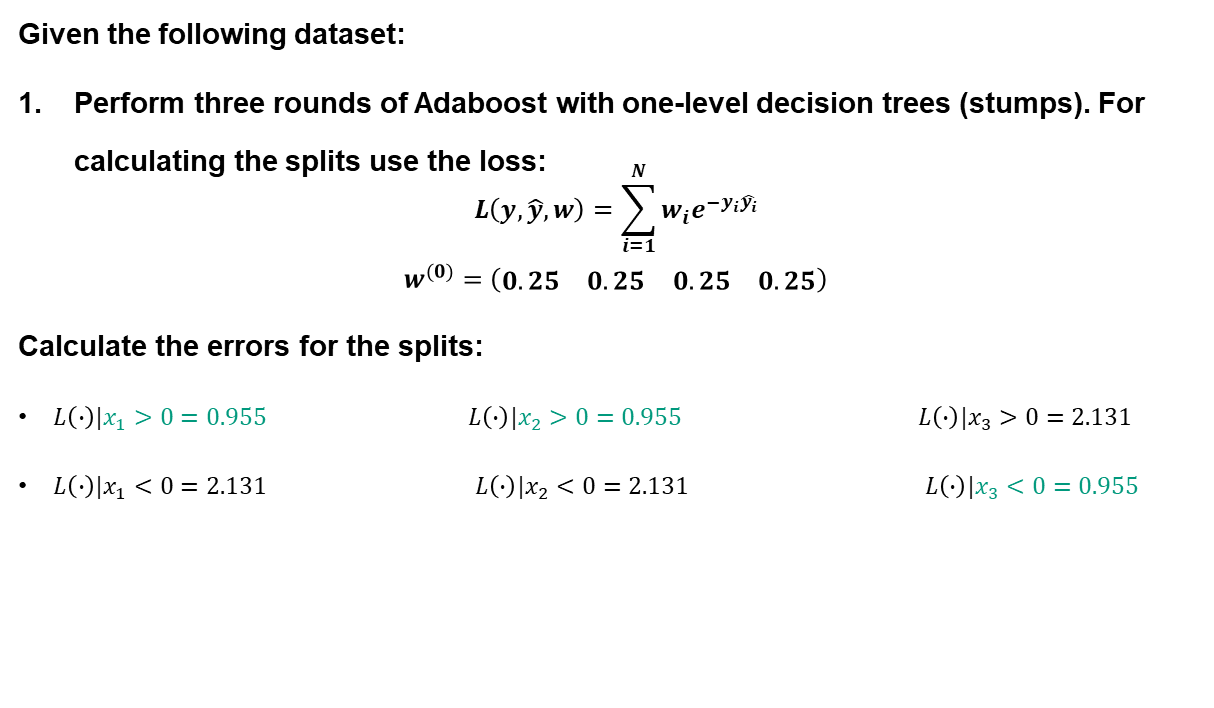 Given the following dataset:
1. Perform three rounds of Adaboost with one-level decision trees (stumps). For
calculating the splits use the loss:
L(y, ŷ, w) = ∑_{i=1}^{N} w_i e^{−y_i ŷ_i}
w^{(0)} = (0.25 0.25 0.25 0.25)
Calculate the errors for the splits:
• L(·)|x₁ > 0 = 0.955 L(·)|x₂ > 0 = 0.955 L(·)|x₃ > 0 = 2.131
• L(·)|x₁ < 0 = 2.131 L(·)|x₂ < 0 = 2.131 L(·)|x₃ < 0 = 0.955